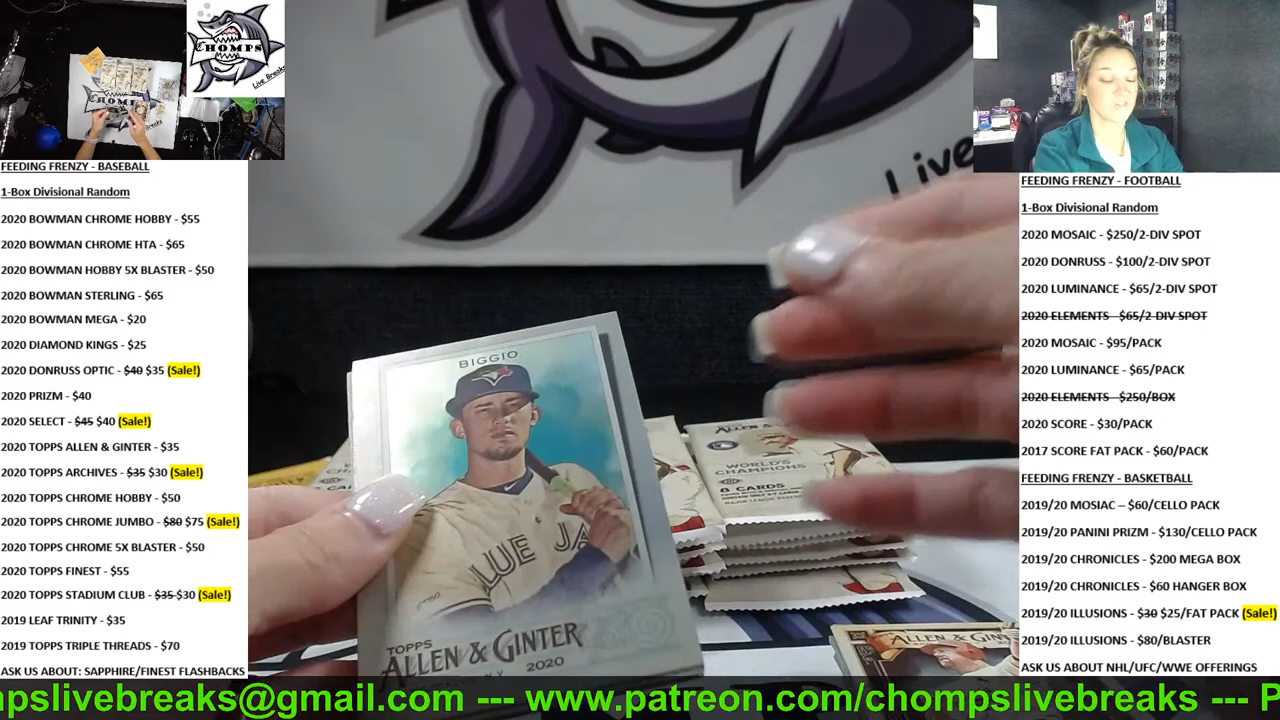 CHOMPS
Live Breaks
FEEDING FRENZY - BASEBALL
1-Box Divisional Random
2020 BOWMAN CHROME HOBBY - $55
2020 BOWMAN CHROME HTA - $65
2020 BOWMAN HOBBY 5X BLASTER - $50
2020 BOWMAN STERLING - $65
2020 BOWMAN MEGA - $20
2020 DIAMOND KINGS - $25
2020 DONRUSS OPTIC - $40 $35 (Sale!)
2020 PRIZM - $40
2020 SELECT - $45 $40 (Sale!)
2020 TOPPS ALLEN & GINTER - $35
2020 TOPPS ARCHIVES - $35 $30 (Sale!)
2020 TOPPS CHROME HOBBY - $50
2020 TOPPS CHROME JUMBO - $80 $75 (Sale!)
2020 TOPPS CHROME 5X BLASTER - $50
2020 TOPPS FINEST - $55
2020 TOPPS STADIUM CLUB - $35 $30 (Sale!)
2019 LEAF TRINITY - $35
2019 TOPPS TRIPLE THREADS - $70
ASK US ABOUT: SAPPHIRE/FINEST FLASHBACKS
Live
BIGGIO
BLUE JA
TOPPS
ALLEN & GINTER
2020
WORLD'S
CHAMPIONS
8 CARDS
ALLEN & GINT
FEEDING FRENZY - FOOTBALL
1-Box Divisional Random
2020 MOSAIC - $250/2-DIV SPOT
2020 DONRUSS - $100/2-DIV SPOT
2020 LUMINANCE - $65/2-DIV SPOT
2020 ELEMENTS - $65/2-DIV SPOT
2020 MOSAIC - $95/PACK
2020 LUMINANCE - $65/PACK
2020 ELEMENTS - $250/BOX
2020 SCORE - $30/PACK
2017 SCORE FAT PACK - $60/PACK
FEEDING FRENZY - BASKETBALL
2019/20 MOSIAC – $60/CELLO PACK
2019/20 PANINI PRIZM - $130/CELLO PACK
2019/20 CHRONICLES - $200 MEGA BOX
2019/20 CHRONICLES - $60 HANGER BOX
2019/20 ILLUSIONS - $30 $25/FAT PACK (Sale!)
2019/20 ILLUSIONS - $80/BLASTER
ASK US ABOUT NHL/UFC/WWE OFFERINGS
mpslivebreaks@gmail.com --- www.patreon.com/chompslivebreaks --- P